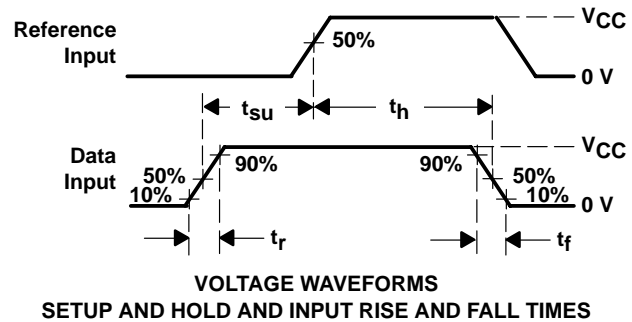 Reference
Input
50%
VCC
0 V
tsu
th
Data
Input
50%
10%
90%
90%
50%
10%
VCC
0 V
tr
tf
VOLTAGE WAVEFORMS
SETUP AND HOLD AND INPUT RISE AND FALL TIMES